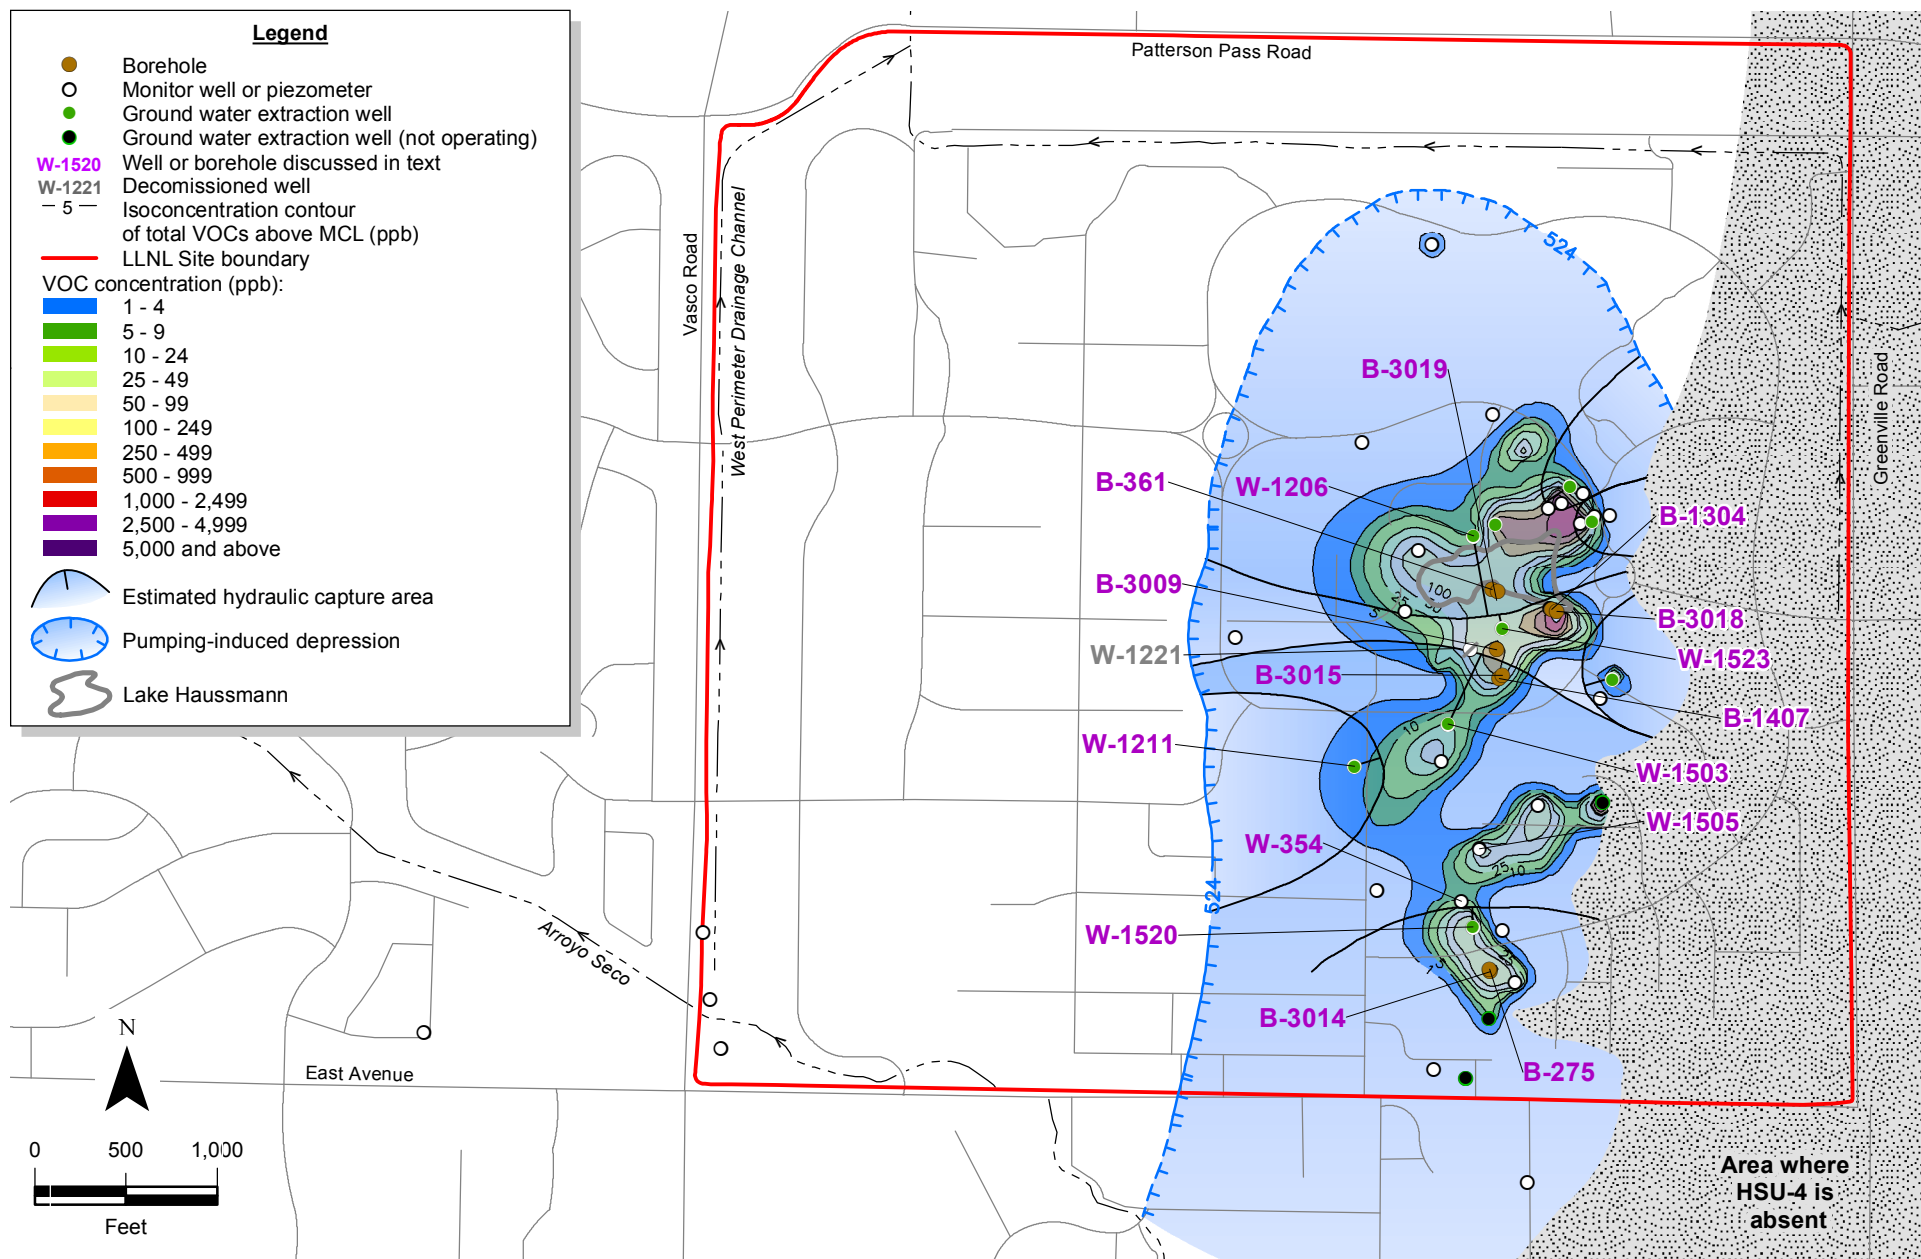 Legend
Borehole
Monitor well or piezometer
Ground water extraction well
Ground water extraction well (not operating)
W-1520 Well or borehole discussed in text
W-1221 Decomissioned well
5 Isoconcentration contour
of total VOCs above MCL (ppb)
LLNL Site boundary
VOC concentration (ppb):
1 - 4
5 - 9
10 - 24
25 - 49
50 - 99
100 - 249
250 - 499
500 - 999
1,000 - 2,499
2,500 - 4,999
5,000 and above
Estimated hydraulic capture area
Pumping-induced depression
Lake Haussmann
Patterson Pass Road
Vasco Road
West Perimeter Drainage Channel
Greenville Road
524
B-3019
B-361
W-1206
B-1304
B-3009
100
25
5
B-3018
W-1221
W-1523
B-3015
B-1407
10
W-1211
W-1503
W-1505
W-354
25
10
524
W-1520
Arroyo Seco
25
B-3014
B-275
N
East Avenue
0 500 1,000
Feet
Area where
HSU-4 is
absent